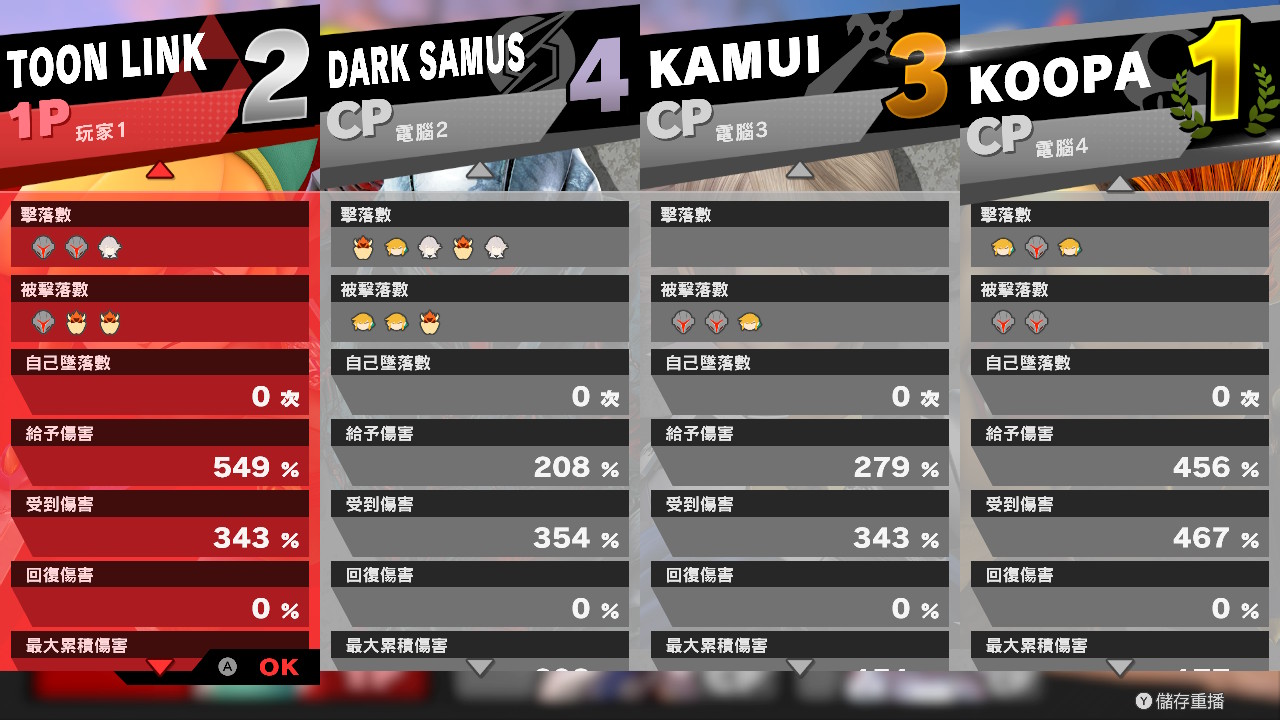 TOON LINK 2
1P 玩家1
擊落數
被擊落數
自己墜落數
0 次
給予傷害
549 %
受到傷害
343 %
回復傷害
0 %
最大累積傷害
A OK
DARK SAMUS 4
CP 電腦2
擊落數
被擊落數
自己墜落數
0 次
給予傷害
208 %
受到傷害
354 %
回復傷害
0 %
最大累積傷害
KAMUI 3
CP 電腦3
擊落數
被擊落數
自己墜落數
0 次
給予傷害
279 %
受到傷害
343 %
回復傷害
0 %
最大累積傷害
KOOPA 1
CP 電腦4
擊落數
被擊落數
自己墜落數
0 次
給予傷害
456 %
受到傷害
467 %
回復傷害
0 %
最大累積傷害
Y 儲存重播